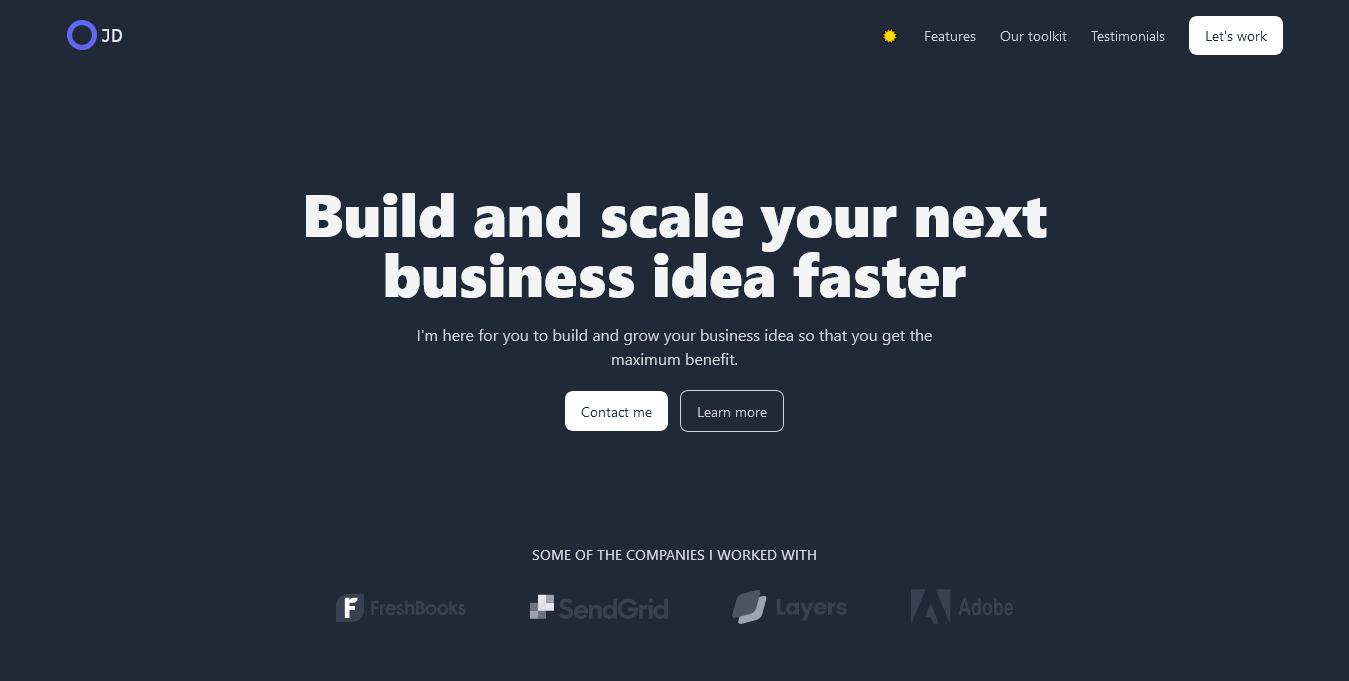 JD
Features
Our toolkit
Testimonials
Let's work
Build and scale your next
business idea faster
I'm here for you to build and grow your business idea so that you get the
maximum benefit.
Contact me
Learn more
SOME OF THE COMPANIES I WORKED WITH
F FreshBooks
SendGrid
Layers
Adobe